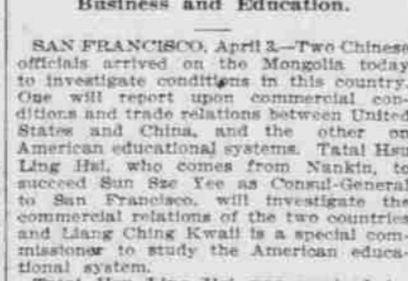 Business and Education.
SAN FRANCISCO, April 3.—Two Chinese
officials arrived on the Mongolia today
to investigate conditions in this country.
One will report upon commercial con-
ditions and trade relations between United
States and China, and the other on
American educational systems. Tatai Hsu
Ling Hsi, who comes from Nankin, to
succeed Sun Sze Yee as Consul-General
to San Francisco, will investigate the
commercial relations of the two countries
and Liang Ching Kwaii is a special com-
missioner to study the American educa-
tional system.